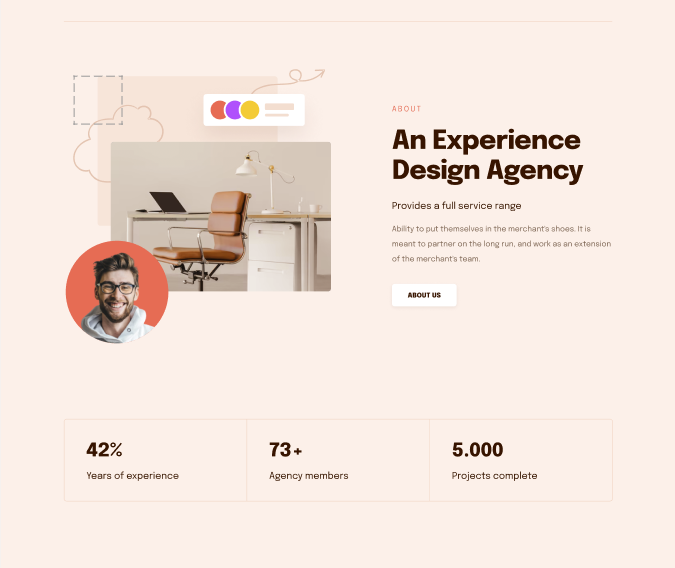 ABOUT
An Experience
Design Agency
Provides a full service range
Ability to put themselves in the merchant's shoes. It is
meant to partner on the long run, and work as an extension
of the merchant's team.
ABOUT US
42%
Years of experience
73+
Agency members
5.000
Projects complete